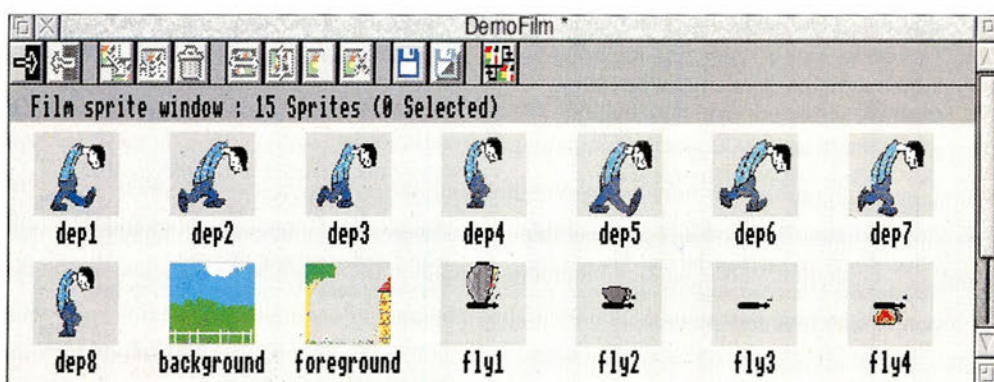 DemoFilm *
Film sprite window : 15 Sprites (0 Selected)
dep1 dep2 dep3 dep4 dep5 dep6 dep7
dep8 background foreground fly1 fly2 fly3 fly4